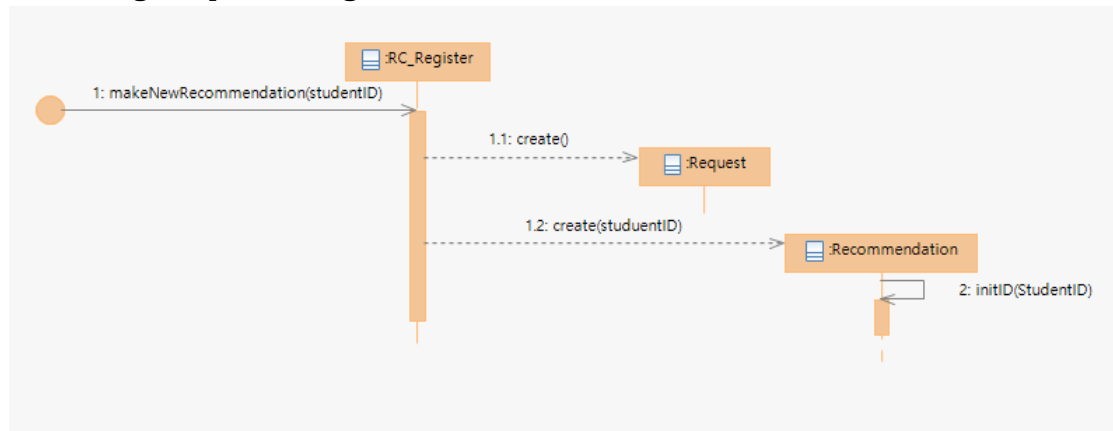 :RC_Register
1: makeNewRecommendation(studentID)
1.1: create()
:Request
1.2: create(studuentID)
:Recommendation
2: initID(StudentID)